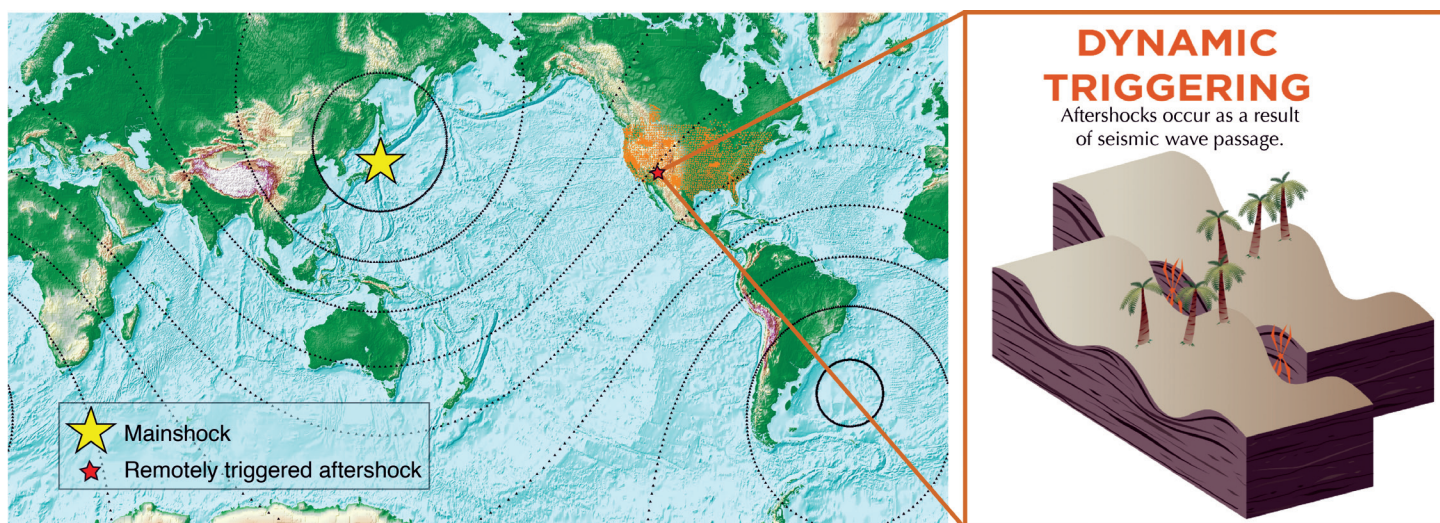 DYNAMIC
TRIGGERING
Aftershocks occur as a result
of seismic wave passage.
Mainshock
Remotely triggered aftershock